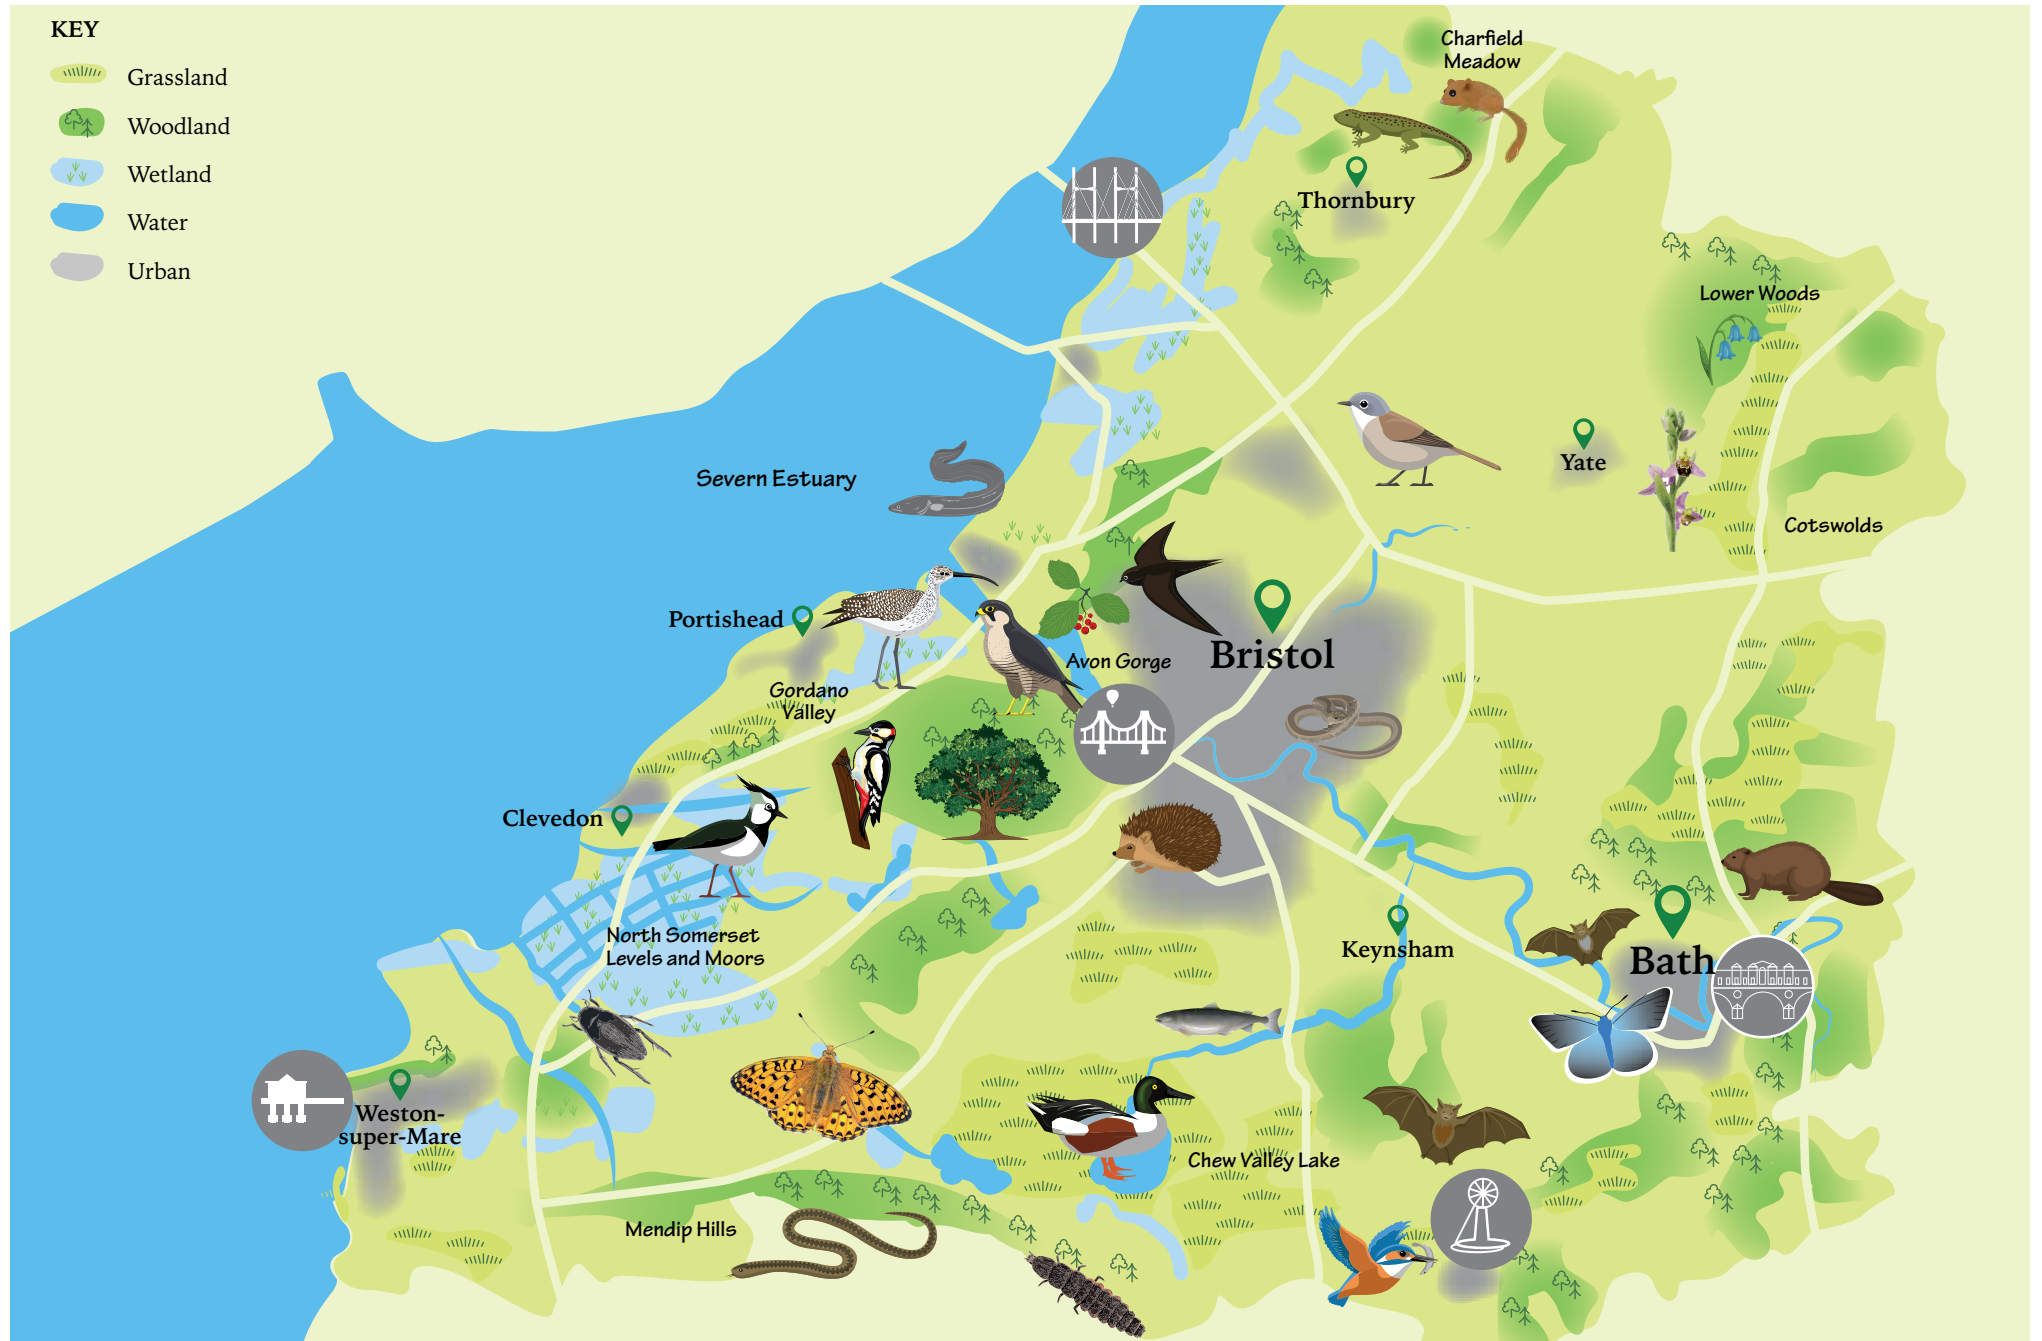 KEY
Grassland
Woodland
Wetland
Water
Urban
Charfield
Meadow
Thornbury
Lower Woods
Yate
Severn Estuary
Cotswolds
Portishead
Bristol
Avon Gorge
Gordano
Valley
Clevedon
North Somerset
Levels and Moors
Keynsham
Bath
Weston-
super-Mare
Chew Valley Lake
Mendip Hills